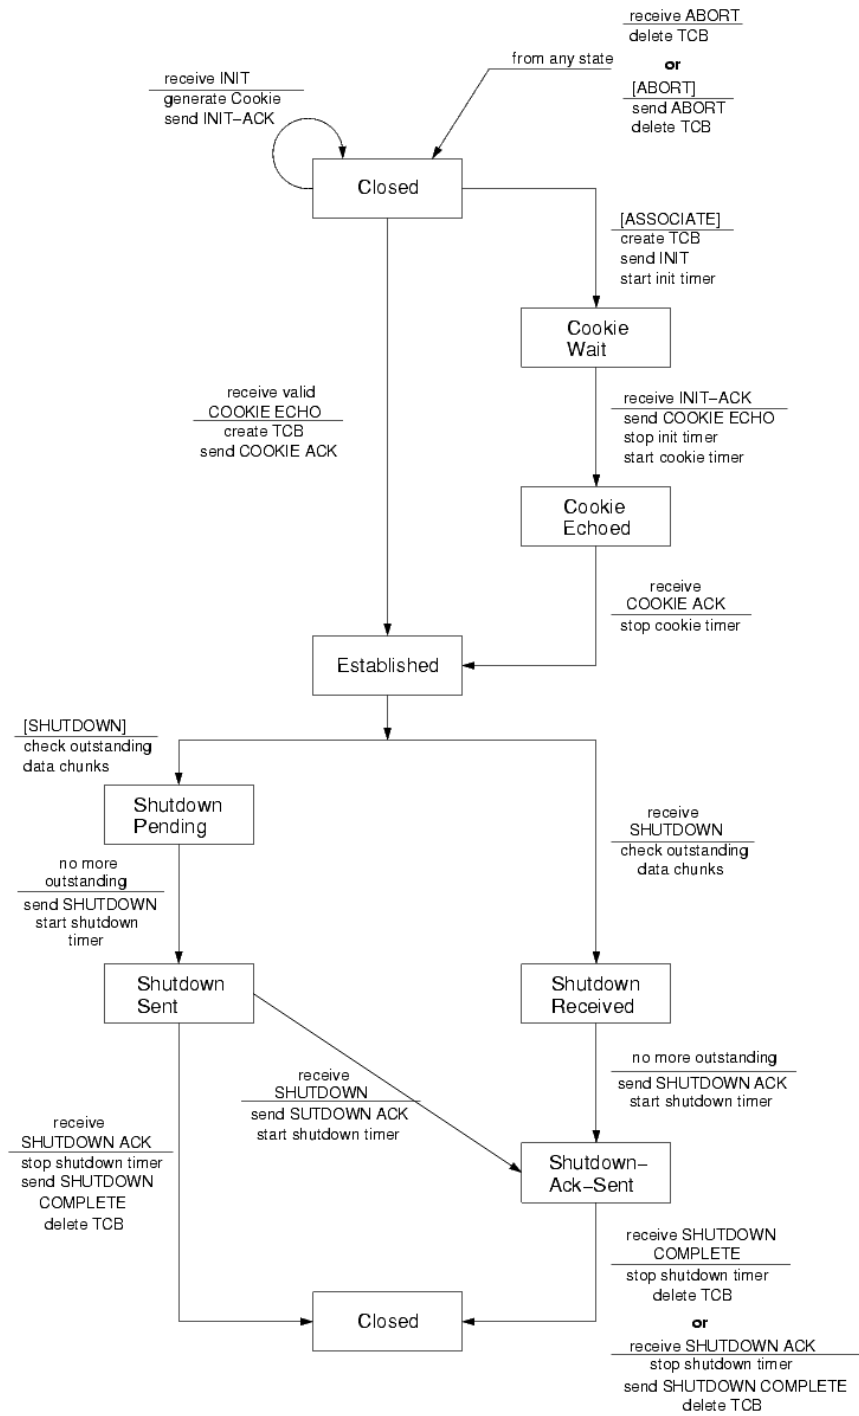 receive ABORT
delete TCB
from any state
or
[ABORT]
send ABORT
delete TCB
receive INIT
generate Cookie
send INIT-ACK
Closed
[ASSOCIATE]
create TCB
send INIT
start init timer
Cookie
Wait
receive valid
COOKIE ECHO
create TCB
send COOKIE ACK
receive INIT-ACK
send COOKIE ECHO
stop init timer
start cookie timer
Cookie
Echoed
receive
COOKIE ACK
stop cookie timer
Established
[SHUTDOWN]
check outstanding
data chunks
Shutdown
Pending
receive
SHUTDOWN
check outstanding
data chunks
no more
outstanding
send SHUTDOWN
start shutdown
timer
Shutdown
Sent
Shutdown
Received
receive
SHUTDOWN
send SUTDOWN ACK
start shutdown timer
no more outstanding
send SHUTDOWN ACK
start shutdown timer
receive
SHUTDOWN ACK
stop shutdown timer
send SHUTDOWN
COMPLETE
delete TCB
Shutdown-
Ack-Sent
receive SHUTDOWN
COMPLETE
stop shutdown timer
delete TCB
or
receive SHUTDOWN ACK
stop shutdown timer
send SHUTDOWN COMPLETE
delete TCB
Closed